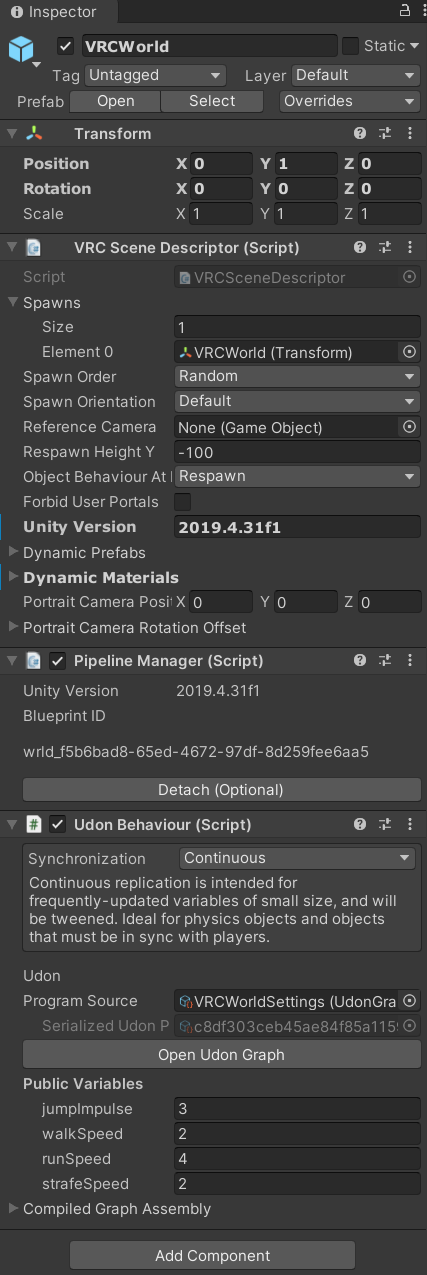 Inspector
VRCWorld Static
Tag Untagged Layer Default
Prefab Open Select Overrides
Transform
Position X 0 Y 1 Z 0
Rotation X 0 Y 0 Z 0
Scale X 1 Y 1 Z 1
VRC Scene Descriptor (Script)
Script VRCSceneDescriptor
Spawns
Size 1
Element 0 VRCWorld (Transform)
Spawn Order Random
Spawn Orientation Default
Reference Camera None (Game Object)
Respawn Height Y -100
Object Behaviour At Respawn
Forbid User Portals
Unity Version 2019.4.31f1
Dynamic Prefabs
Dynamic Materials
Portrait Camera Posit X 0 Y 0 Z 0
Portrait Camera Rotation Offset
Pipeline Manager (Script)
Unity Version 2019.4.31f1
Blueprint ID
wrld_f5b6bad8-65ed-4672-97df-8d259fee6aa5
Detach (Optional)
Udon Behaviour (Script)
Synchronization Continuous
Continuous replication is intended for
frequently-updated variables of small size, and will
be tweened. Ideal for physics objects and objects
that must be in sync with players.
Udon
Program Source VRCWorldSettings (UdonGra
Serialized Udon P c8df303ceb45ae84f85a1159
Open Udon Graph
Public Variables
jumpImpulse 3
walkSpeed 2
runSpeed 4
strafeSpeed 2
Compiled Graph Assembly
Add Component